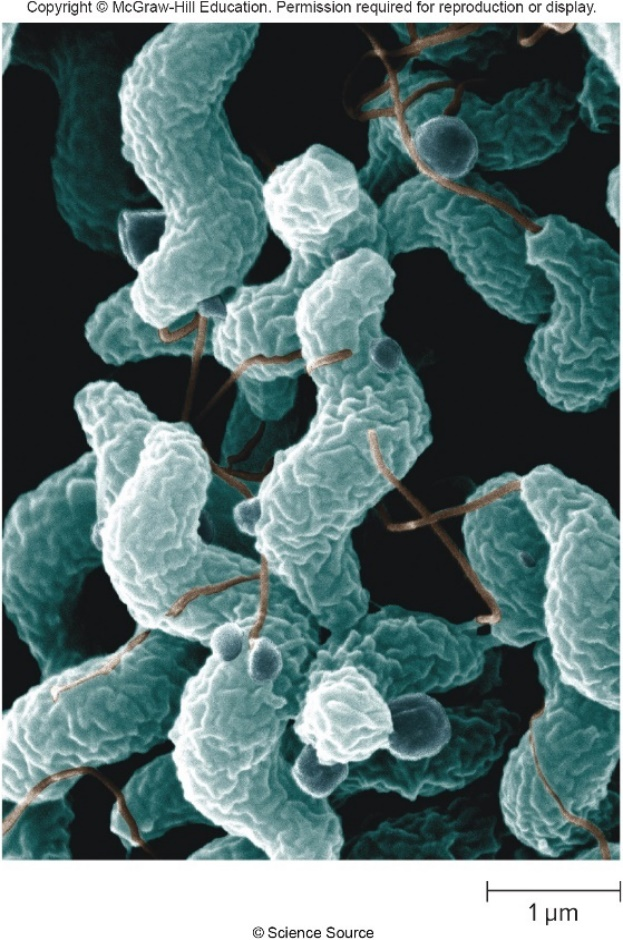 Copyright © McGraw-Hill Education. Permission required for reproduction or display.
1 µm
© Science Source